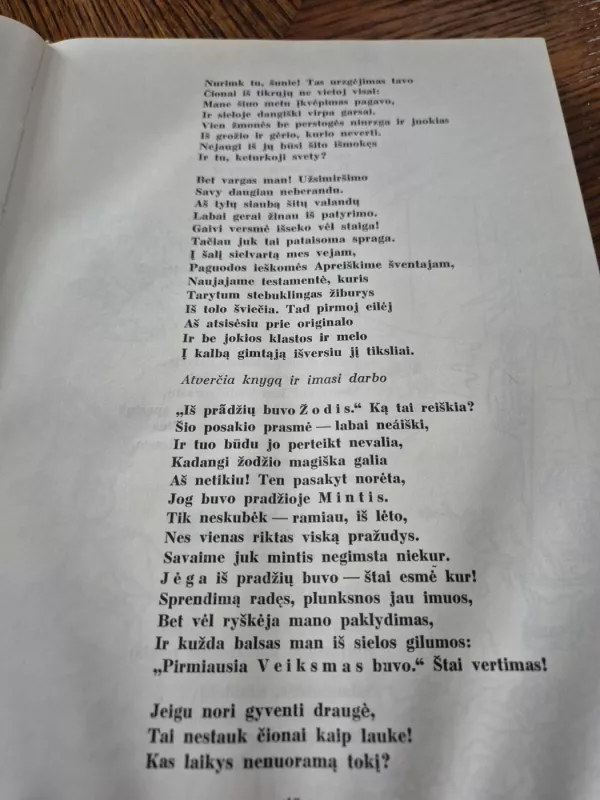 Nurimk tu, šunie! Tas urzgėjimas tavo
Čionai iš tikrųjų ne vietoj visai:
Mane šiuo metu įkvėpimas pagavo,
Ir sieloje dangiški virpa garsai.
Vien žmonės be perstogės niurzga ir juokias
Iš grožio ir gėrio, kurio neverti.
Nejaugi iš jų būsi šito išmokęs
Ir tu, keturkoji svety?
Bet vargas man! Užsimiršimo
Savy daugiau neberandu.
Aš tylų siaubą šitų valandų
Labai gerai žinau iš patyrimo.
Gaivi versmė išseko vėl staiga!
Tačiau juk tai pataisoma spraga.
Į šalį sielvartą mes vejam,
Paguodos ieškomės Apreiškime šventajam,
Naujajame testamentė, kuris
Tarytum stebuklingas žiburys
Iš tolo šviečia. Tad pirmoj eilėj
Aš atsisėsiu prie originalo
Ir be jokios klastos ir melo
Į kalbą gimtąją išversiu jį tiksliai.
Atverčia knygą ir imasi darbo
„Iš prãdžių buvo Žodis.“ Ką tai reiškia?
Šio posakio prasmė — labai neáiški,
Ir tuo būdu jo perteikt nevalia,
Kadangi žodžio magiška galia
Aš netikiu! Ten pasakyt norėta,
Jog buvo pradžioje Mintis.
Tik neskubėk — ramiau, iš lėto,
Nes vienas riktas viską pražudys.
Savaime juk mintis negimsta niekur.
Jėga iš pradžių buvo — štai esmė kur!
Sprendimą radęs, plunksnos jau imuos,
Bet vėl ryškėja mano paklydimas,
Ir kužda balsas man iš sielos gilumos:
„Pirmiausia Veiksmas buvo.“ Štai vertimas!
Jeigu nori gyventi draugė,
Tai nestauk čionai kaip lauke!
Kas laikys nenuoramą tokį?